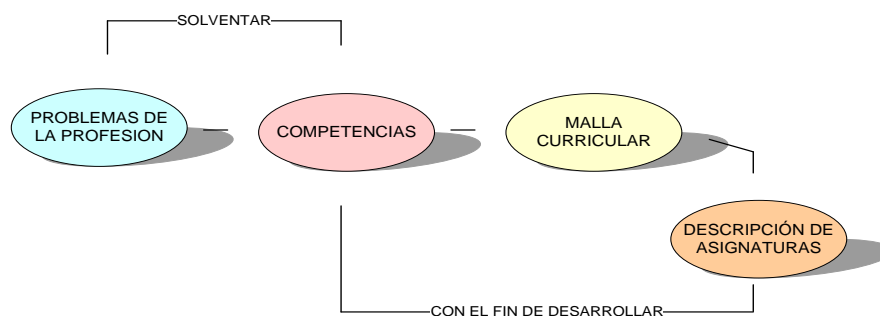 SOLVENTAR
PROBLEMAS DE
LA PROFESION
COMPETENCIAS
MALLA
CURRICULAR
DESCRIPCIÓN DE
ASIGNATURAS
CON EL FIN DE DESARROLLAR